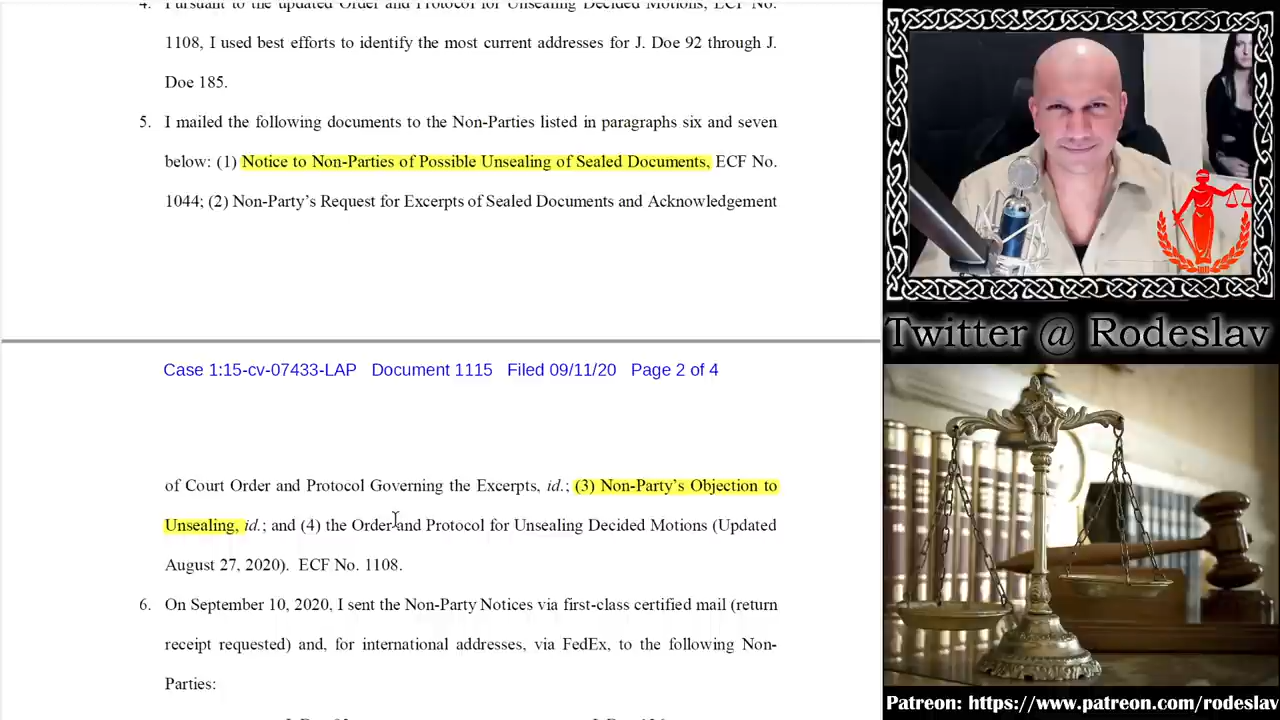 4. Pursuant to the updated Order and Protocol for Unsealing Decided Motions, ECF No.
1108, I used best efforts to identify the most current addresses for J. Doe 92 through J.
Doe 185.
5. I mailed the following documents to the Non-Parties listed in paragraphs six and seven
below: (1) Notice to Non-Parties of Possible Unsealing of Sealed Documents, ECF No.
1044; (2) Non-Party’s Request for Excerpts of Sealed Documents and Acknowledgement
Case 1:15-cv-07433-LAP Document 1115 Filed 09/11/20 Page 2 of 4
of Court Order and Protocol Governing the Excerpts, id.; (3) Non-Party’s Objection to
Unsealing, id.; and (4) the Order and Protocol for Unsealing Decided Motions (Updated
August 27, 2020). ECF No. 1108.
6. On September 10, 2020, I sent the Non-Party Notices via first-class certified mail (return
receipt requested) and, for international addresses, via FedEx, to the following Non-
Parties:
Twitter @ Rodeslav
Patreon: https://www.patreon.com/rodeslav